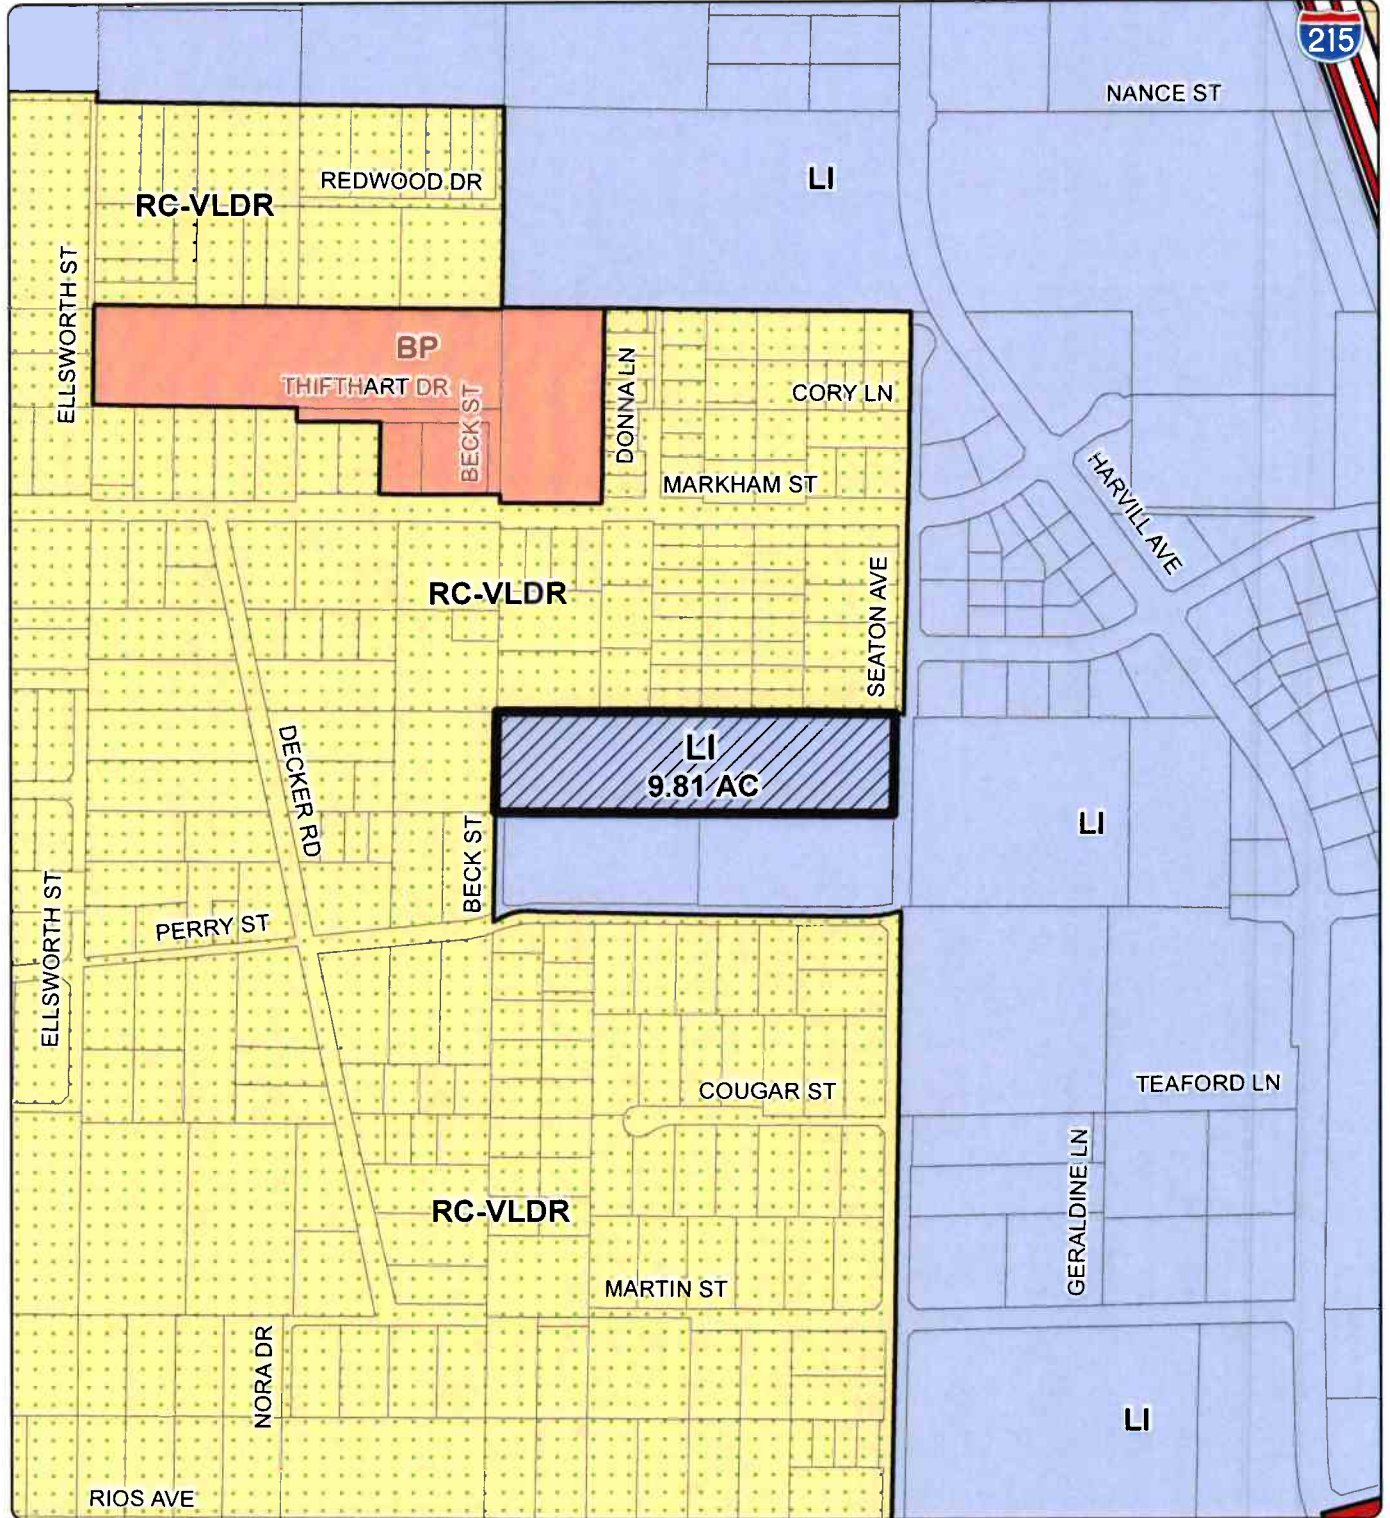 215
NANCE ST
LI
REDWOOD DR
RC-VLDR
ELLSWORTH ST
BP
THIFTHART DR
BECK ST
DONNA LN
CORY LN
MARKHAM ST
HARVILL AVE
RC-VLDR
SEATON AVE
DECKER RD
LI
9.81 AC
LI
BECK ST
ELLSWORTH ST
PERRY ST
COUGAR ST
TEAFORD LN
GERALDINE LN
RC-VLDR
MARTIN ST
NORA DR
LI
RIOS AVE